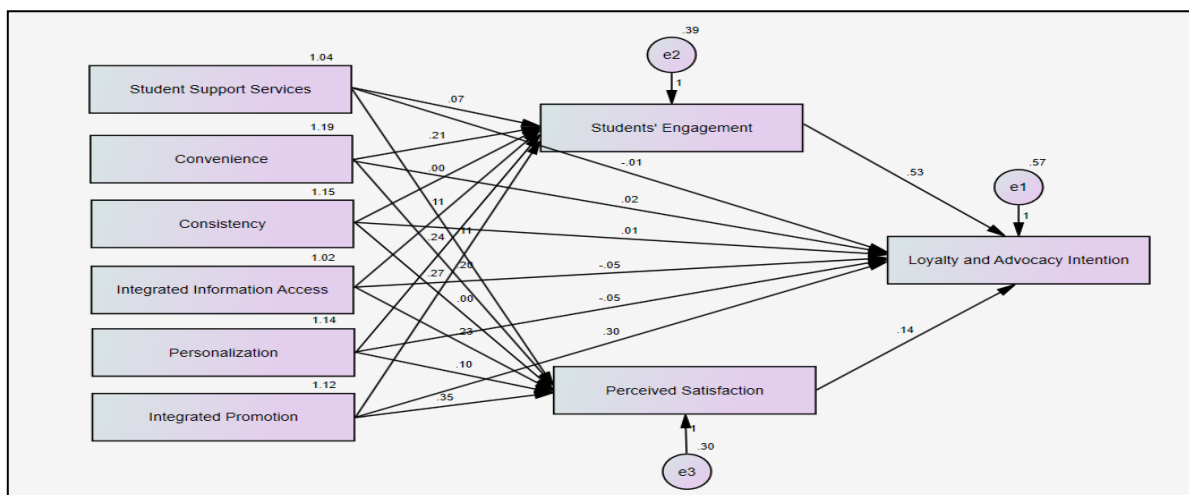 .39
1.04
e2
Student Support Services
.07
1
Students' Engagement
1.19
.21
Convenience
-.01
.57
.00
.53
e1
1.15
.02
.11
1
Consistency
.24
.11
.01
Loyalty and Advocacy Intention
1.02
.20
-.05
Integrated Information Access
.27
.00
-.05
1.14
.23
.30
.14
Personalization
.10
1.12
Perceived Satisfaction
.35
Integrated Promotion
1
.30
e3